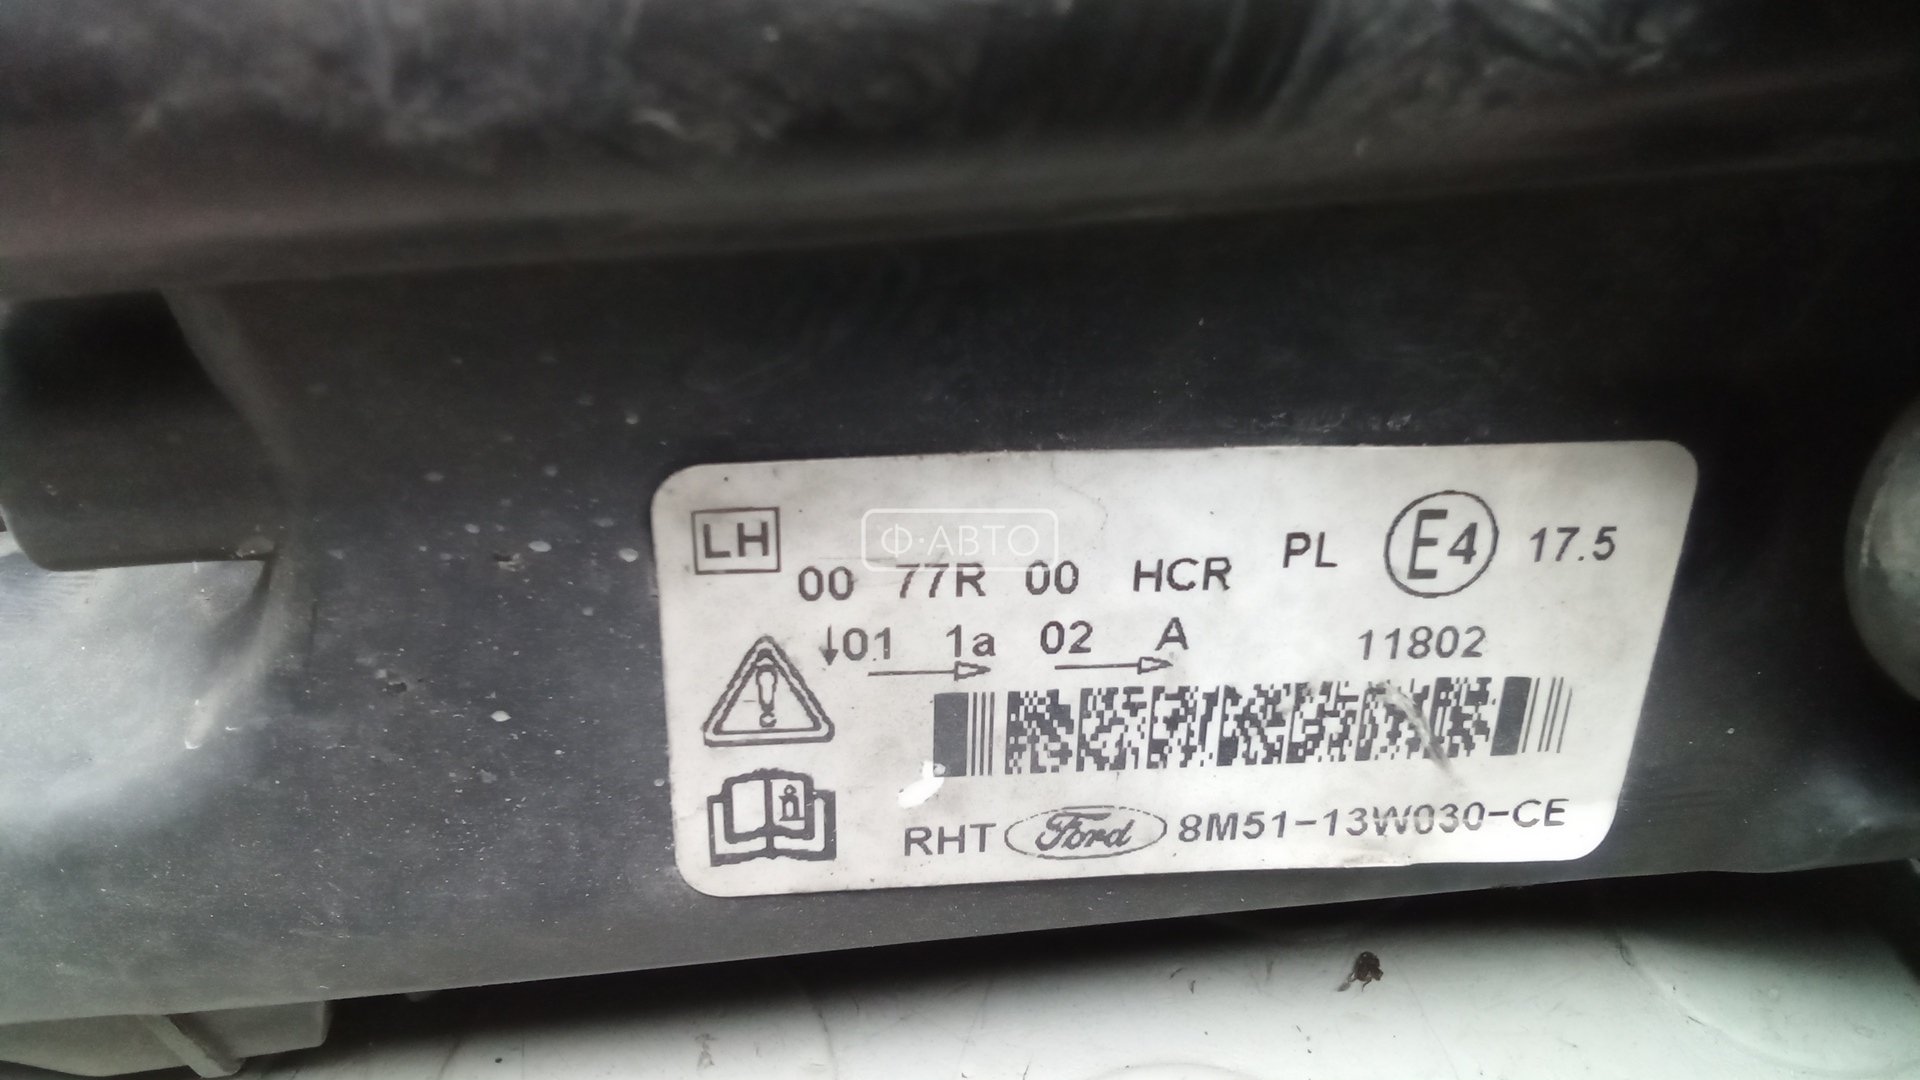 Ф·АВТО
LH 00 77R 00 HCR PL E4 17.5
↓01 1a 02 A 11802
RHT Ford 8M51-13W030-CE